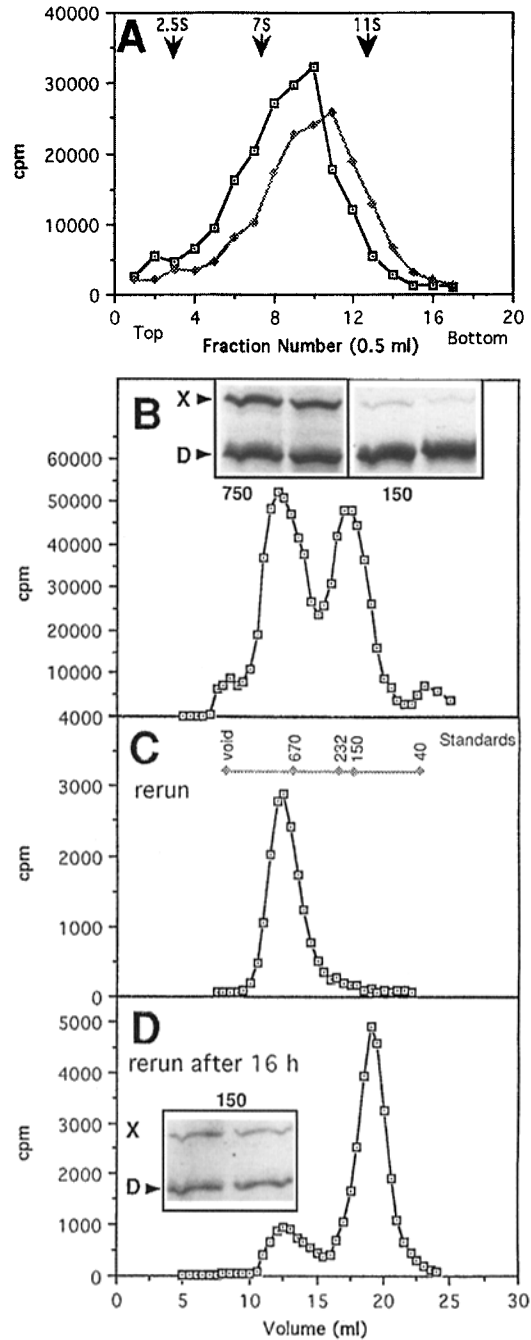 A
2.5S 7S 11S
40000
30000
20000
10000
0
cpm
0 4 8 12 16 20
Top Bottom
Fraction Number (0.5 ml)
B
X
D
750 150
60000
50000
40000
30000
20000
10000
4000
cpm
C
rerun
void 670 232 150 40 Standards
3000
2000
1000
0
cpm
D
rerun after 16 h
150
X
D
5000
4000
3000
2000
1000
0
cpm
0 5 10 15 20 25 30
Volume (ml)